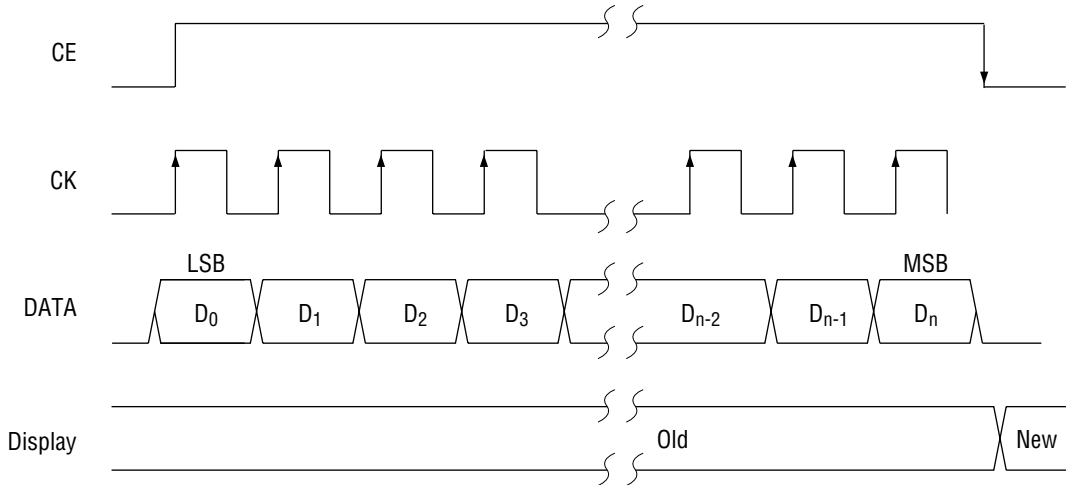 CE
CK
LSB MSB
DATA D0 D1 D2 D3 Dn-2 Dn-1 Dn
Display Old New